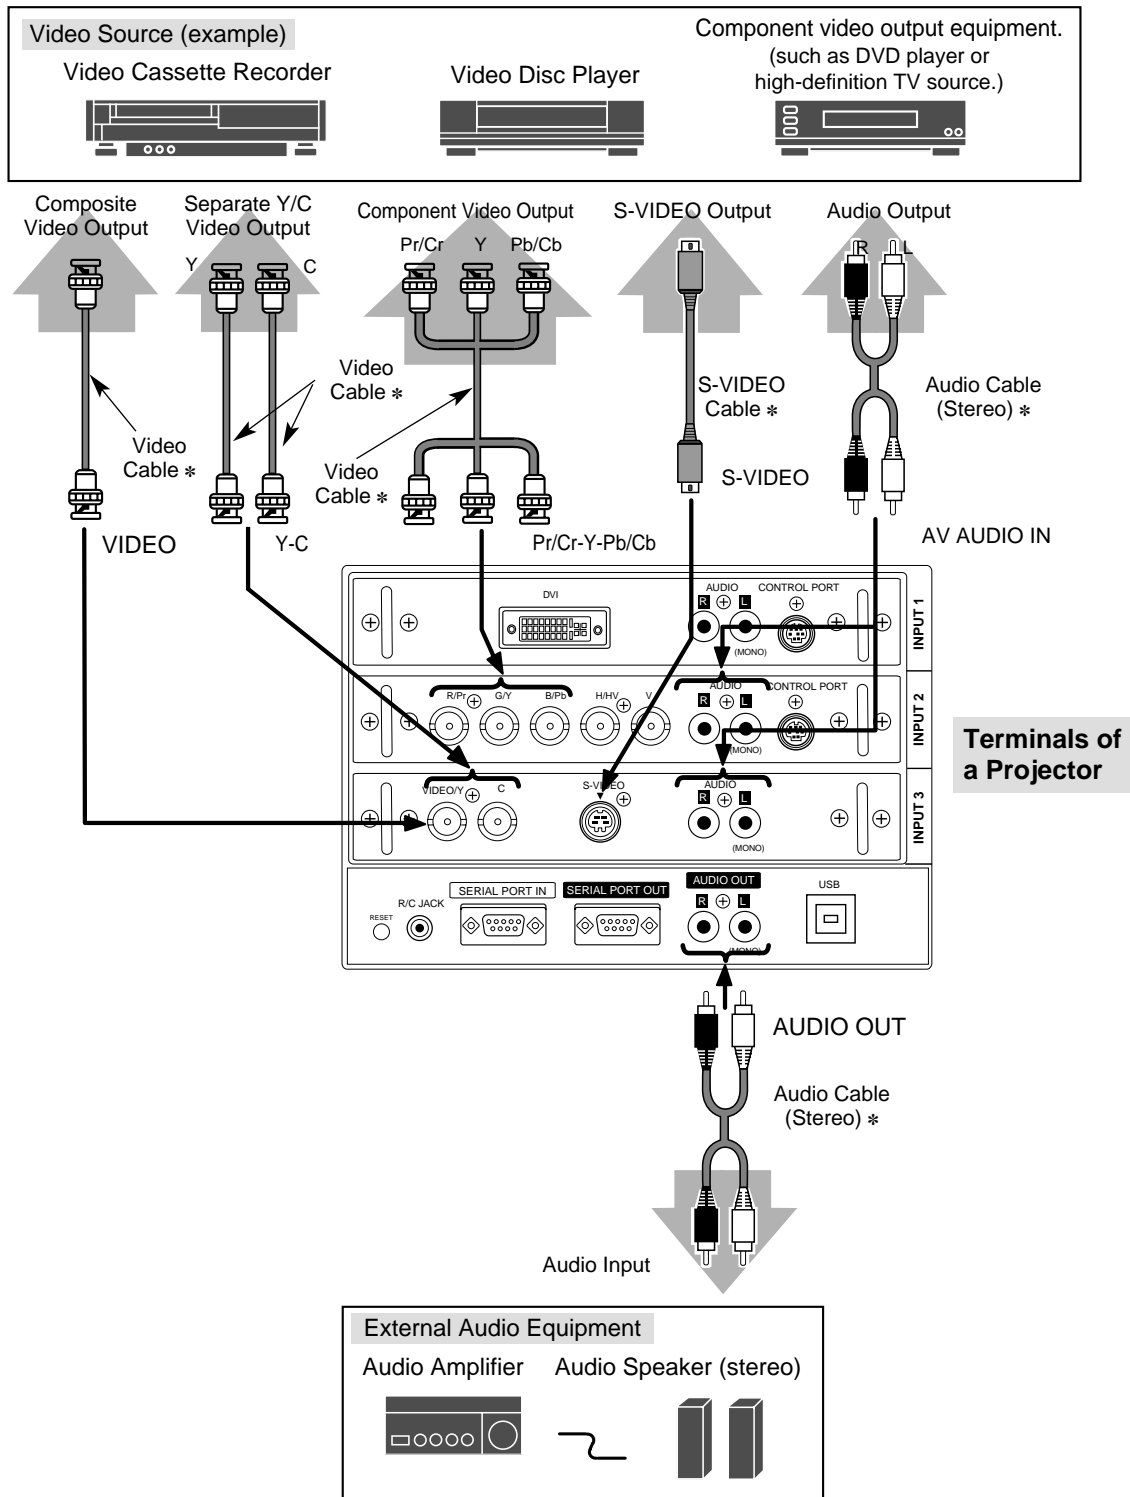 Video Source (example)
Video Cassette Recorder
Video Disc Player
Component video output equipment.
(such as DVD player or
high-definition TV source.)
Composite
Video Output
Separate Y/C
Video Output
Component Video Output
S-VIDEO Output
Audio Output
Y
C
Pr/Cr
Y
Pb/Cb
R
L
Video
Cable *
Video
Cable *
Video
Cable *
S-VIDEO
Cable *
Audio Cable
(Stereo) *
S-VIDEO
VIDEO
Y-C
Pr/Cr-Y-Pb/Cb
AV AUDIO IN
DVI
AUDIO
R
L
(MONO)
CONTROL PORT
INPUT 1
R/Pr
G/Y
B/Pb
H/HV
V
AUDIO
R
L
(MONO)
CONTROL PORT
INPUT 2
Terminals of
a Projector
VIDEO/Y
C
S-VIDEO
AUDIO
R
L
(MONO)
INPUT 3
RESET
R/C JACK
SERIAL PORT IN
SERIAL PORT OUT
AUDIO OUT
R
L
(MONO)
USB
AUDIO OUT
Audio Cable
(Stereo) *
Audio Input
External Audio Equipment
Audio Amplifier
Audio Speaker (stereo)